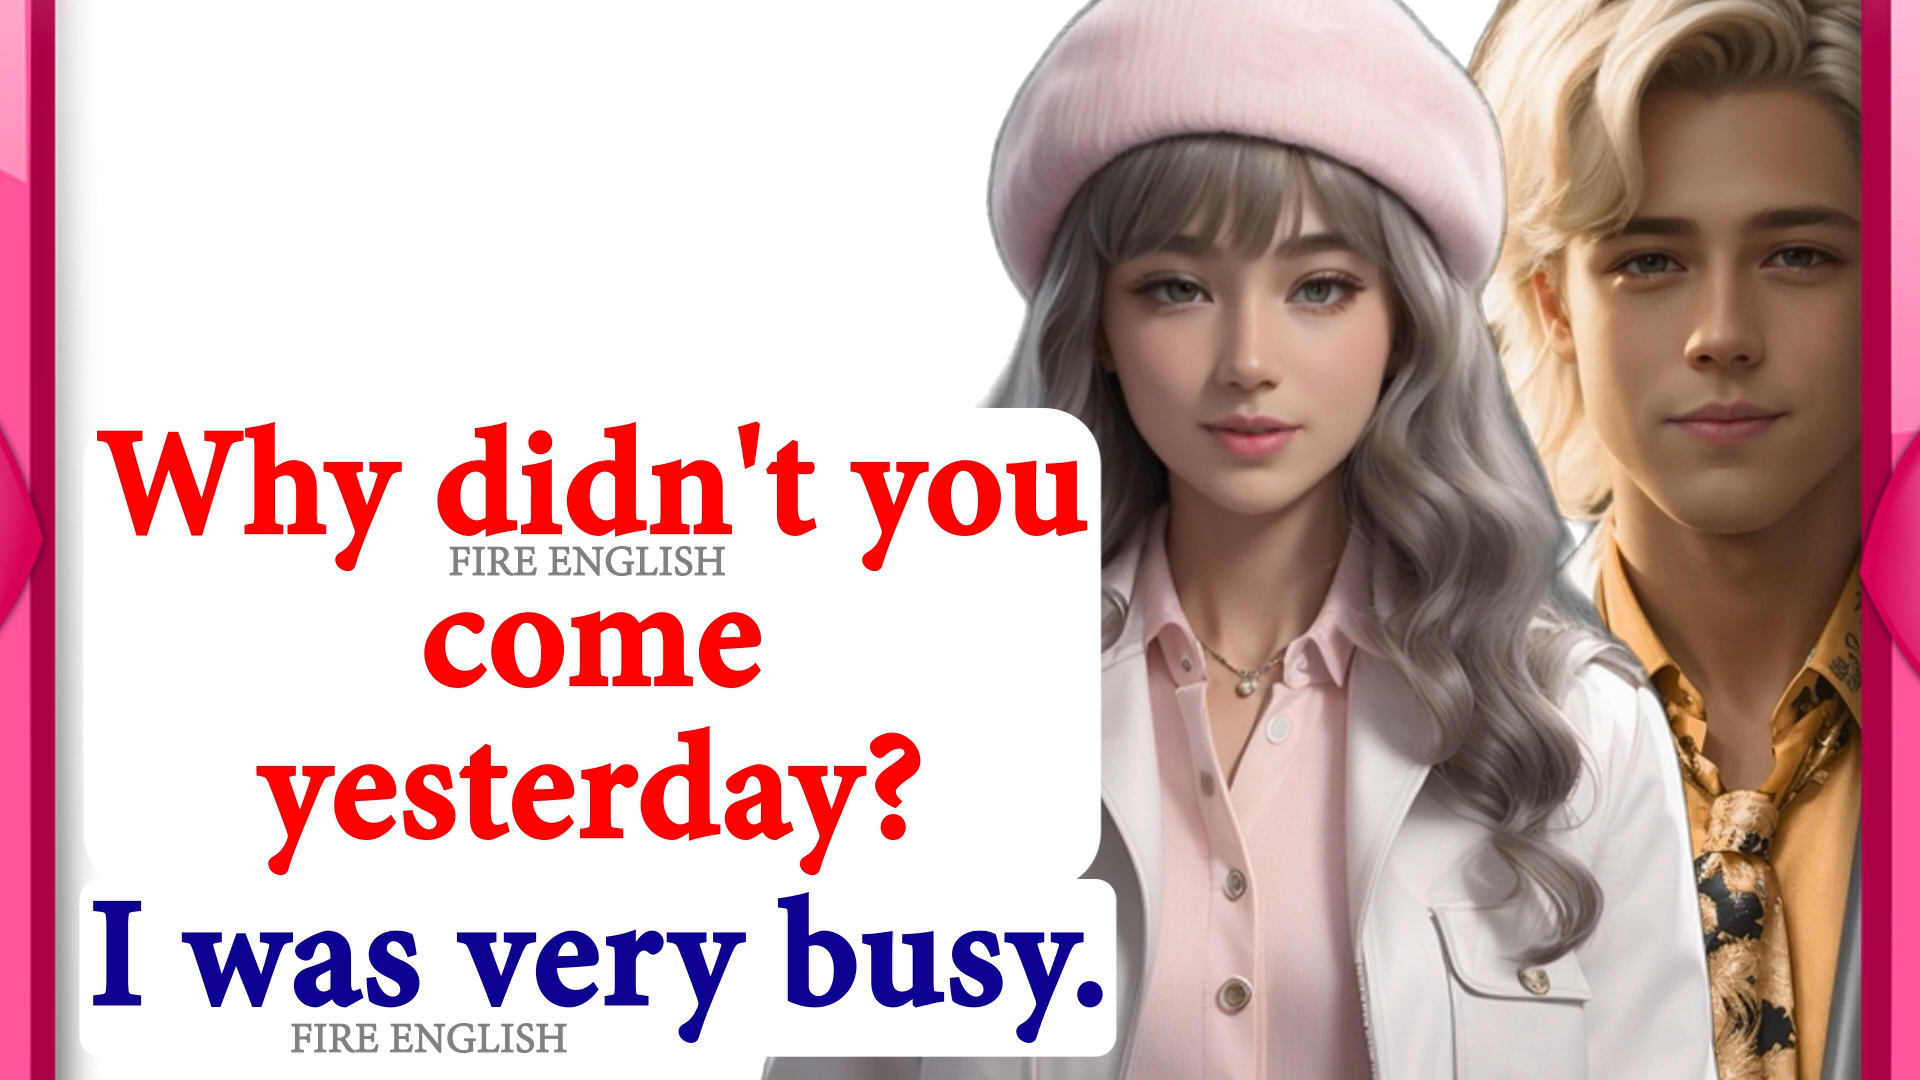 Why didn't you
FIRE ENGLISH
come
yesterday?
I was very busy.
FIRE ENGLISH